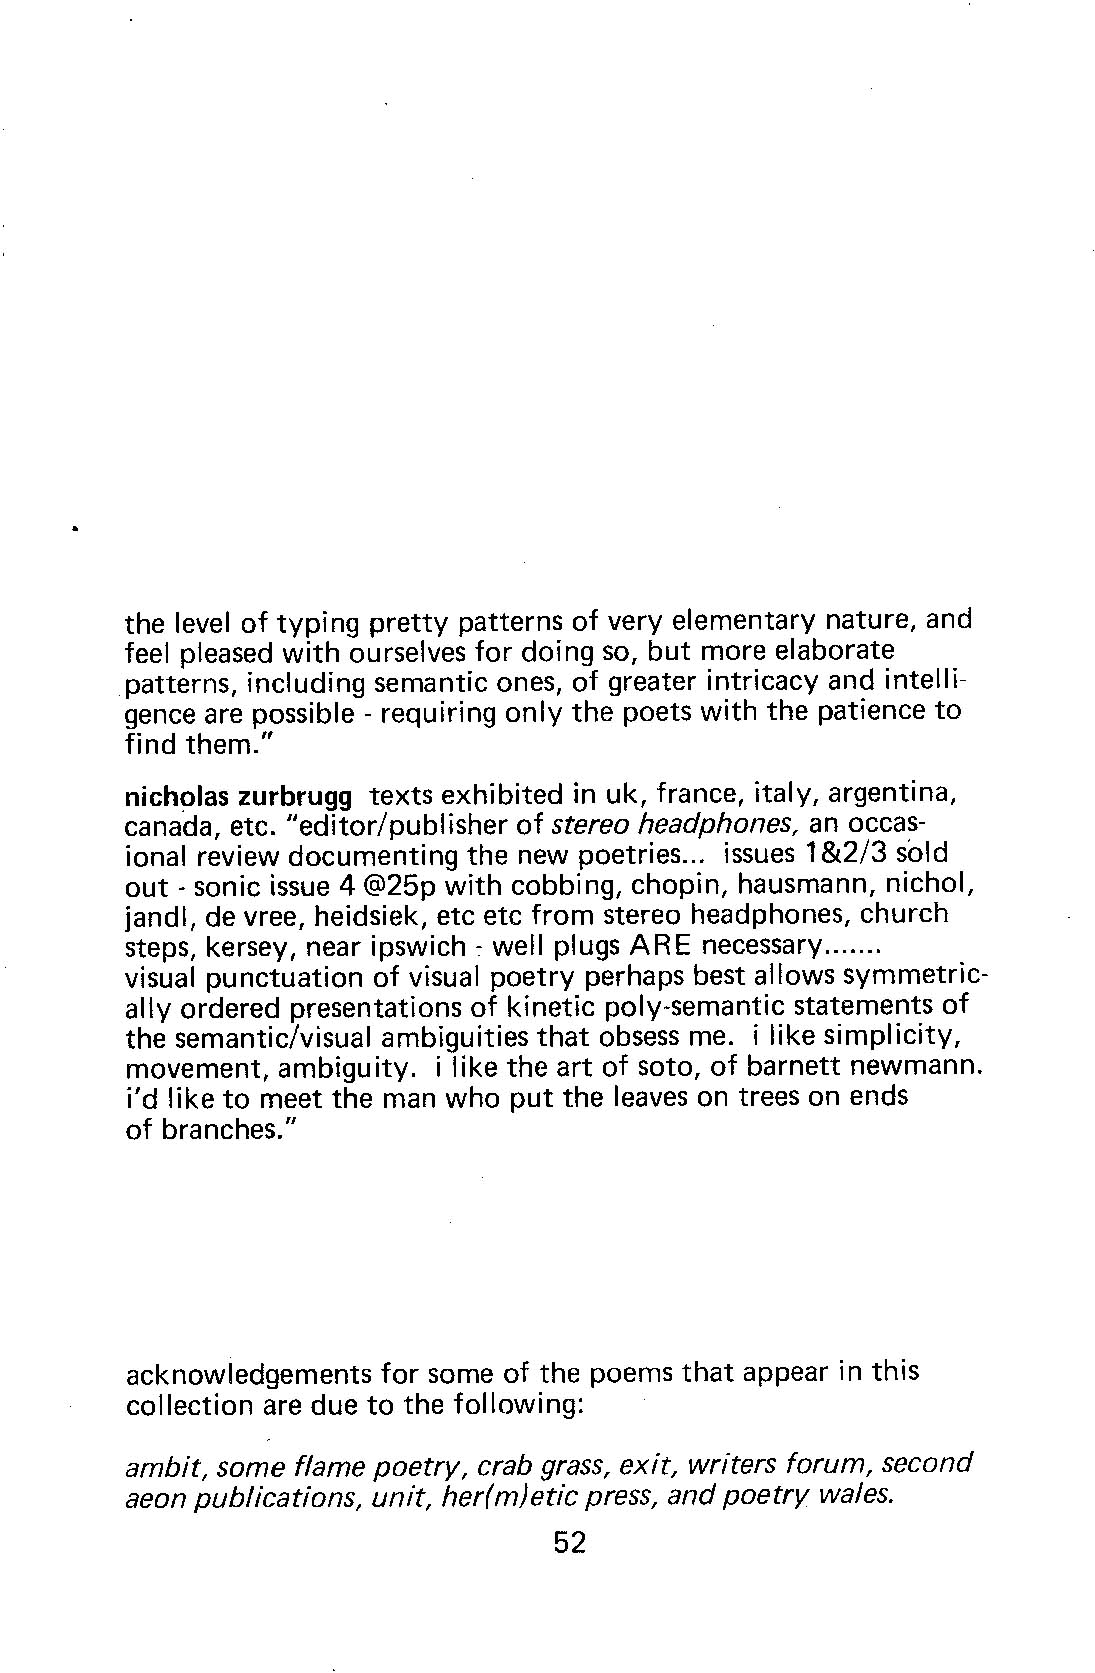 the level of typing pretty patterns of very elementary nature, and
feel pleased with ourselves for doing so, but more elaborate
patterns, including semantic ones, of greater intricacy and intelli-
gence are possible - requiring only the poets with the patience to
find them."
nicholas zurbrugg texts exhibited in uk, france, italy, argentina,
canada, etc. "editor/publisher of stereo headphones, an occas-
ional review documenting the new poetries... issues 1&2/3 sold
out - sonic issue 4 @25p with cobbing, chopin, hausmann, nichol,
jandl, de vree, heidsiek, etc etc from stereo headphones, church
steps, kersey, near ipswich - well plugs ARE necessary.......
visual punctuation of visual poetry perhaps best allows symmetric-
ally ordered presentations of kinetic poly-semantic statements of
the semantic/visual ambiguities that obsess me. i like simplicity,
movement, ambiguity. i like the art of soto, of barnett newmann.
i'd like to meet the man who put the leaves on trees on ends
of branches."
acknowledgements for some of the poems that appear in this
collection are due to the following:
ambit, some flame poetry, crab grass, exit, writers forum, second
aeon publications, unit, her(m)etic press, and poetry wales.
52